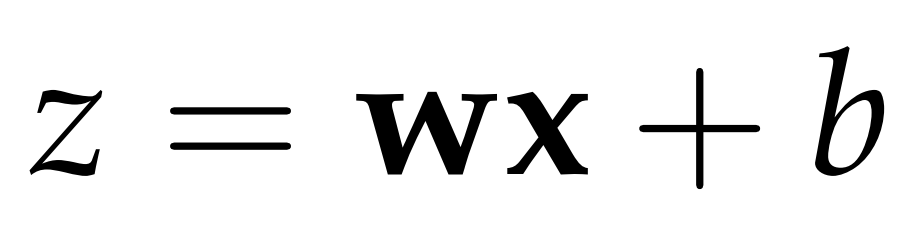 z = wx + b